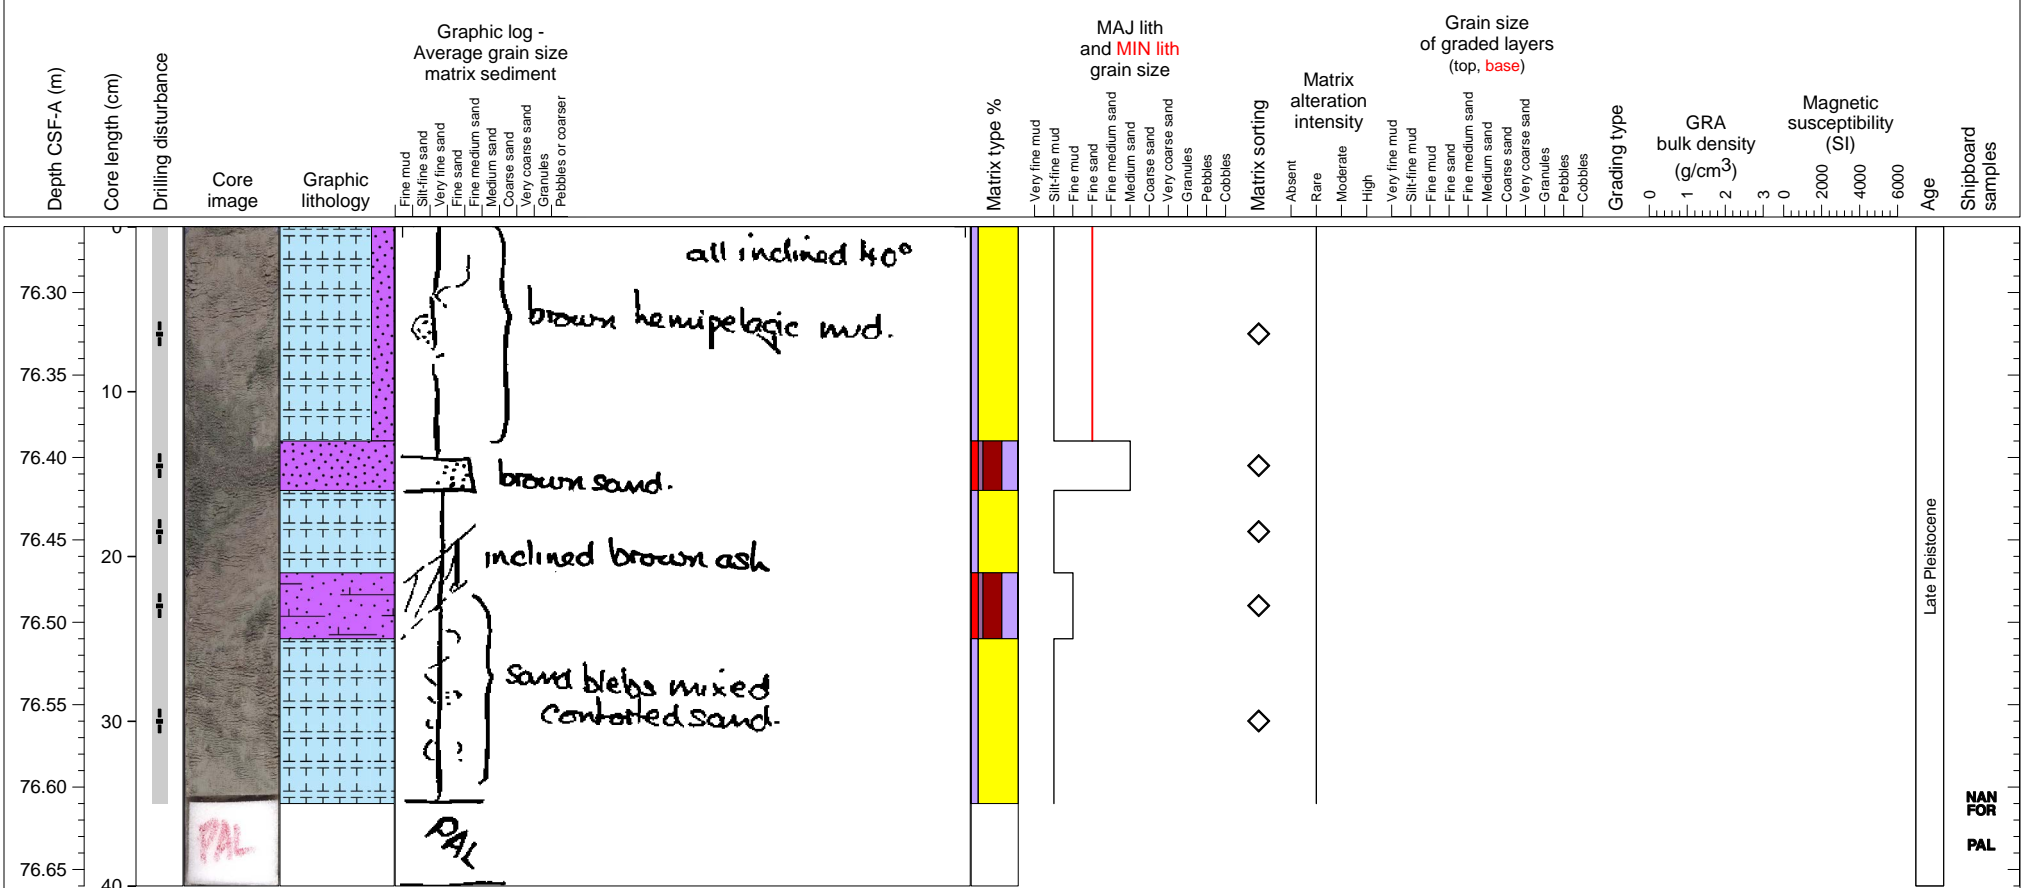 Depth CSF-A (m)
Core length (cm)
Drilling disturbance
Core
image
Graphic
lithology
Graphic log -
Average grain size
matrix sediment
Fine mud
Silt-fine sand
Very fine sand
Fine sand
Fine medium sand
Medium sand
Coarse sand
Very coarse sand
Granules
Pebbles or coarser
Matrix type %
MAJ lith
and MIN lith
grain size
Very fine mud
Silt-fine mud
Fine mud
Fine sand
Fine medium sand
Medium sand
Coarse sand
Very coarse sand
Granules
Pebbles
Cobbles
Matrix sorting
Matrix
alteration
intensity
Absent
Rare
Moderate
High
Grain size
of graded layers
(top, base)
Very fine mud
Silt-fine mud
Fine mud
Fine sand
Fine medium sand
Medium sand
Coarse sand
Very coarse sand
Granules
Pebbles
Cobbles
Grading type
GRA
bulk density
(g/cm3)
0
1
2
3
Magnetic
susceptibility
(SI)
0
2000
4000
6000
Age
Shipboard
samples
0
76.30
76.35
10
76.40
76.45
20
76.50
76.55
30
76.60
76.65
40
all inclined 40°
brown hemipelagic mud.
brown sand.
inclined brown ash
sand blebs mixed
contorted sand.
PAL
PAL
Late Pleistocene
NAN
FOR
PAL